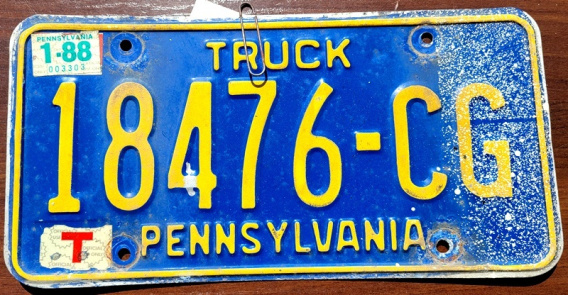 PENNSYLVANIA
1·88
003303
TRUCK
18476-CG
T
PENNSYLVANIA